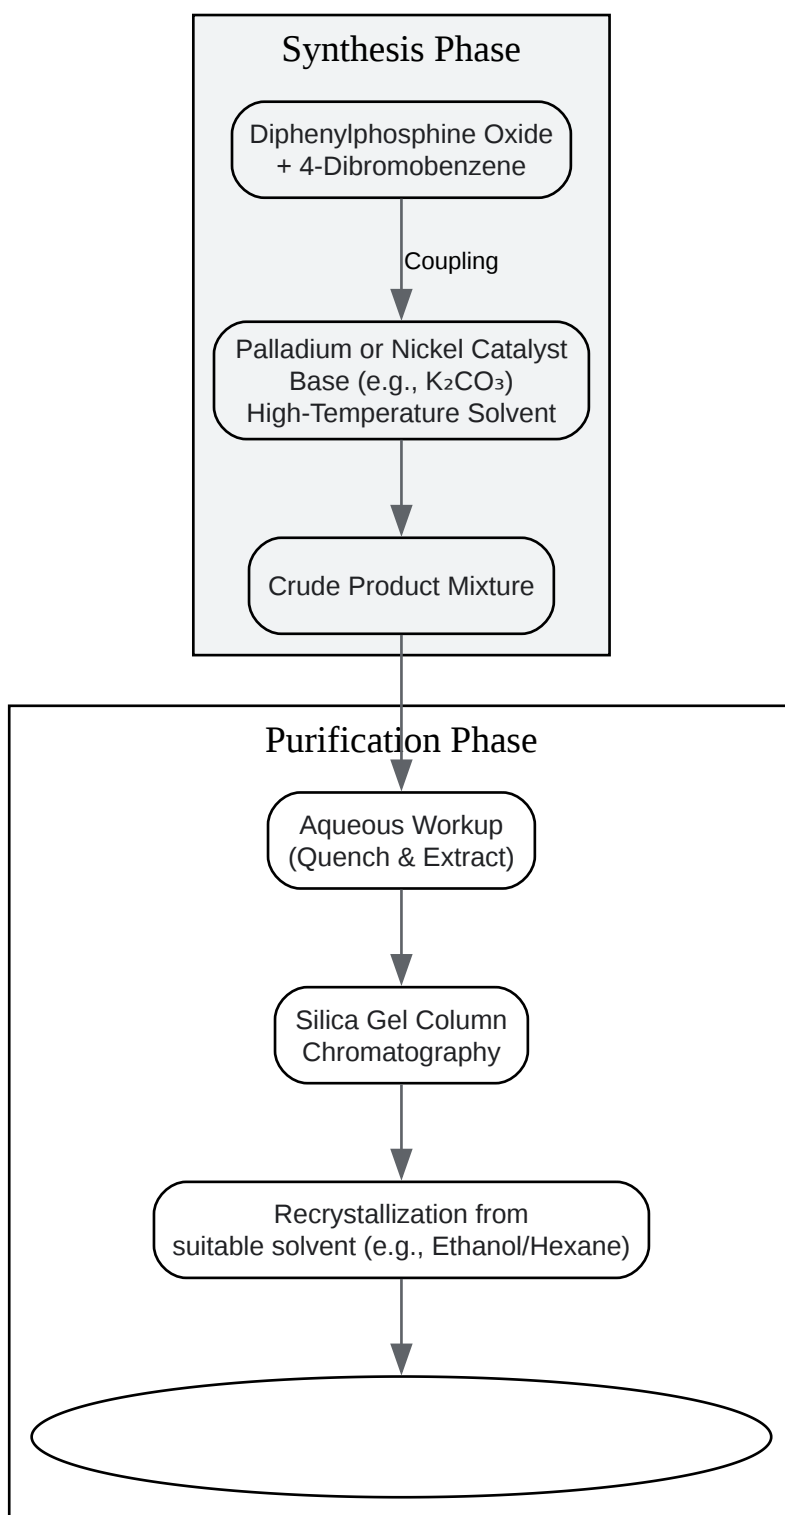 Synthesis Phase
Diphenylphosphine Oxide
+ 4-Dibromobenzene
Coupling
Palladium or Nickel Catalyst
Base (e.g., K₂CO₃)
High-Temperature Solvent
Crude Product Mixture
Purification Phase
Aqueous Workup
(Quench & Extract)
Silica Gel Column
Chromatography
Recrystallization from
suitable solvent (e.g., Ethanol/Hexane)